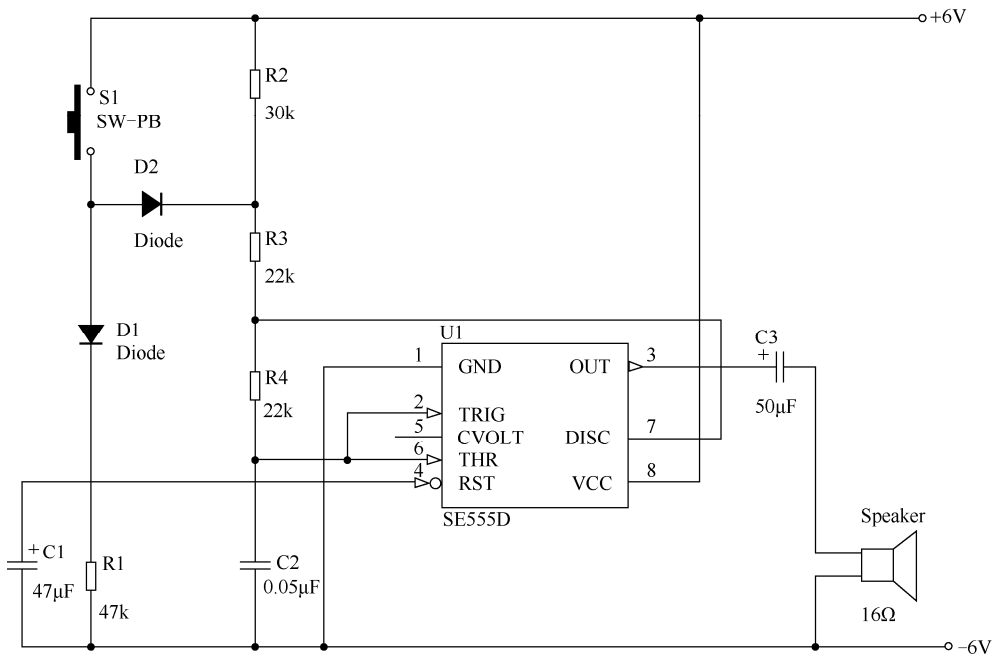 +6V
R2
30k
S1
SW-PB
D2
Diode
R3
22k
D1
Diode
U1
R4
22k
1
GND
OUT
3
C3
+
50μF
2
TRIG
5
CVOLT
DISC
7
6
THR
4
RST
VCC
8
SE555D
Speaker
16Ω
+
C1
47μF
R1
47k
C2
0.05μF
-6V